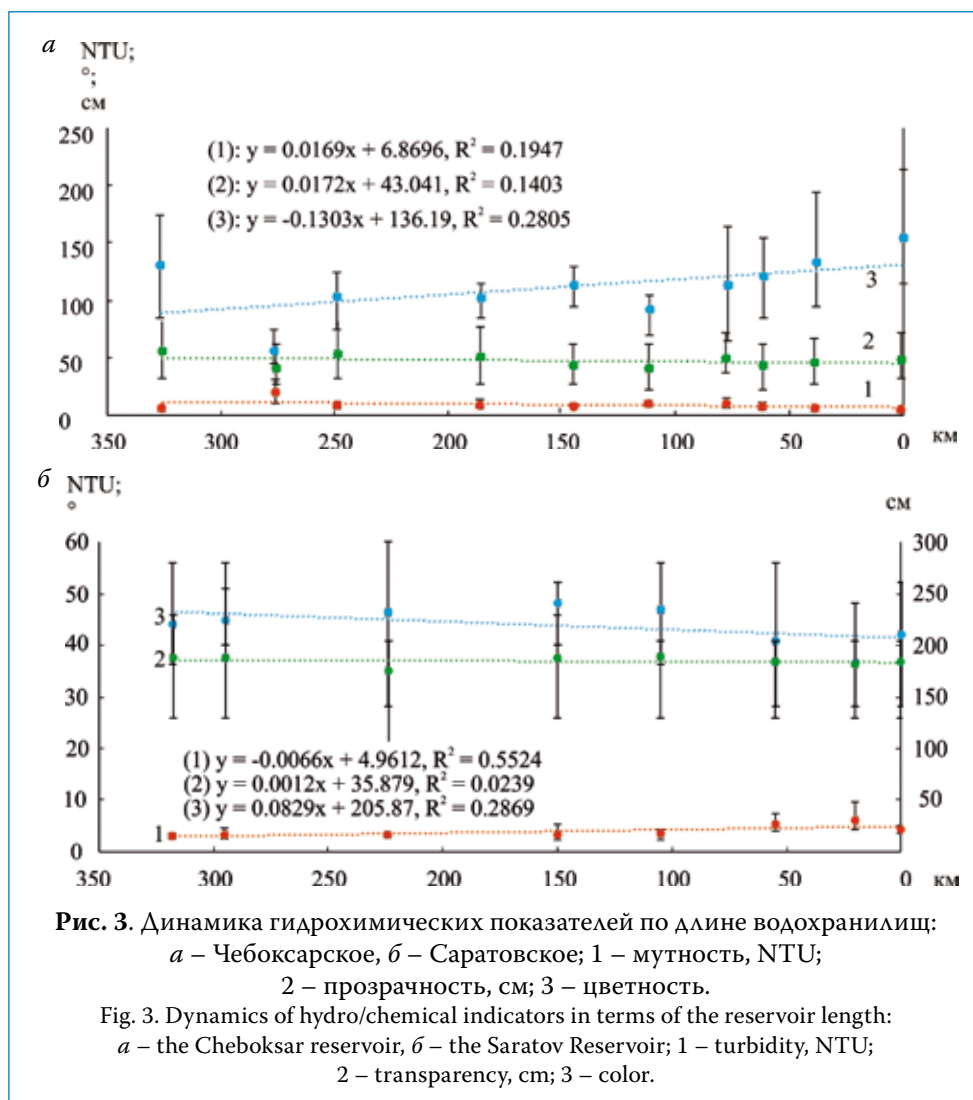 а NTU;
°;
см
250
200
150
100
50
0
(1): y = 0.0169x + 6.8696, R² = 0.1947
(2): y = 0.0172x + 43.041, R² = 0.1403
(3): y = -0.1303x + 136.19, R² = 0.2805
3
2
1
350 300 250 200 150 100 50 0 км
б NTU;
°
см
60
50
40
30
20
10
0
300
250
200
150
100
50
3
2
(1) y = -0.0066x + 4.9612, R² = 0.5524
(2) y = 0.0012x + 35.879, R² = 0.0239
(3) y = 0.0829x + 205.87, R² = 0.2869
1
350 300 250 200 150 100 50 0 км
Рис. 3. Динамика гидрохимических показателей по длине водохранилищ:
а – Чебоксарское, б – Саратовское; 1 – мутность, NTU;
2 – прозрачность, см; 3 – цветность.
Fig. 3. Dynamics of hydro/chemical indicators in terms of the reservoir length:
а – the Cheboksar reservoir, б – the Saratov Reservoir; 1 – turbidity, NTU;
2 – transparency, cm; 3 – color.